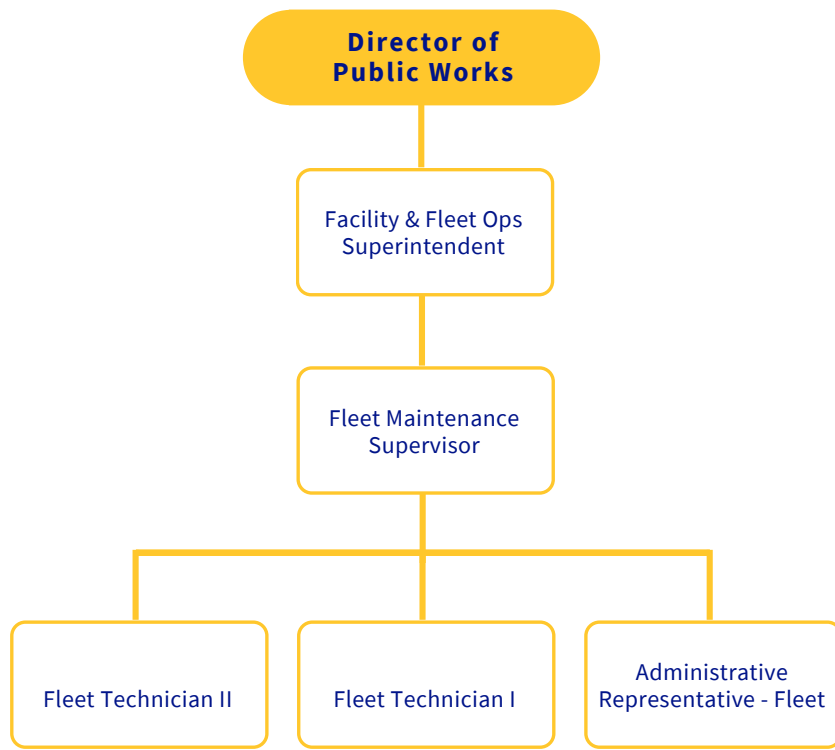 Director of
Public Works
Facility & Fleet Ops
Superintendent
Fleet Maintenance
Supervisor
Fleet Technician II
Fleet Technician I
Administrative
Representative - Fleet